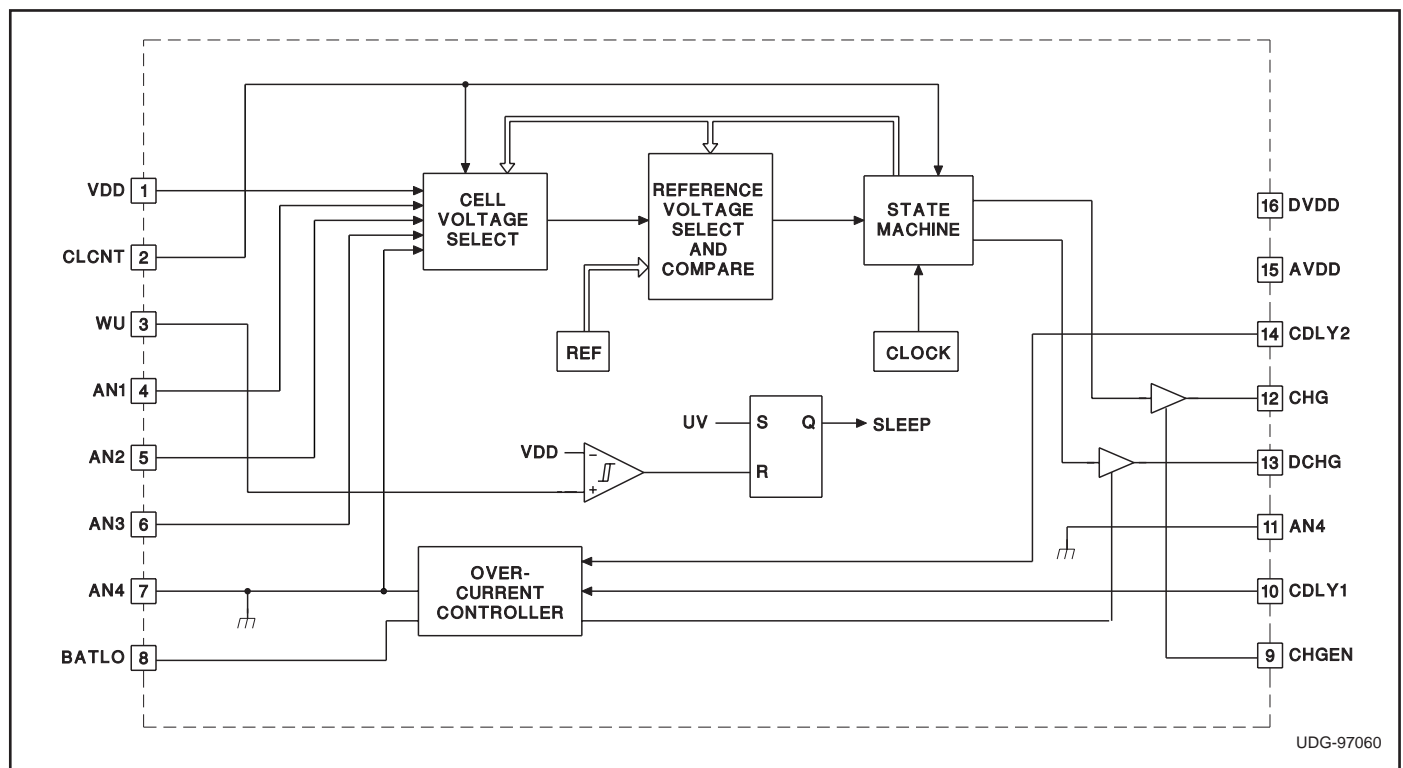 VDD 1
CLCNT 2
WU 3
AN1 4
AN2 5
AN3 6
AN4 7
BATLO 8
CELL
VOLTAGE
SELECT
REFERENCE
VOLTAGE
SELECT
AND
COMPARE
STATE
MACHINE
REF
CLOCK
UV
S
Q
SLEEP
VDD
R
-
+
OVER-
CURRENT
CONTROLLER
16 DVDD
15 AVDD
14 CDLY2
12 CHG
13 DCHG
11 AN4
10 CDLY1
9 CHGEN
UDG-97060